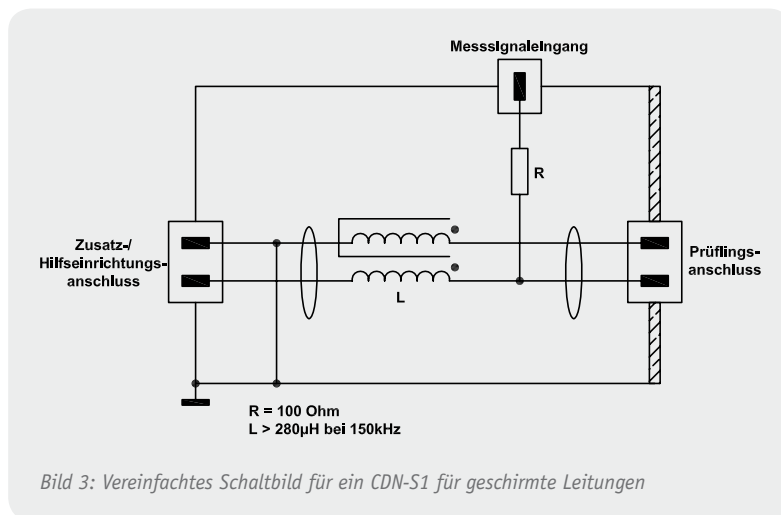 Messsignaleingang
R
Zusatz-/
Hilfseinrichtungs-
anschluss
Prüflings-
anschluss
L
R = 100 Ohm
L > 280µH bei 150kHz
Bild 3: Vereinfachtes Schaltbild für ein CDN-S1 für geschirmte Leitungen